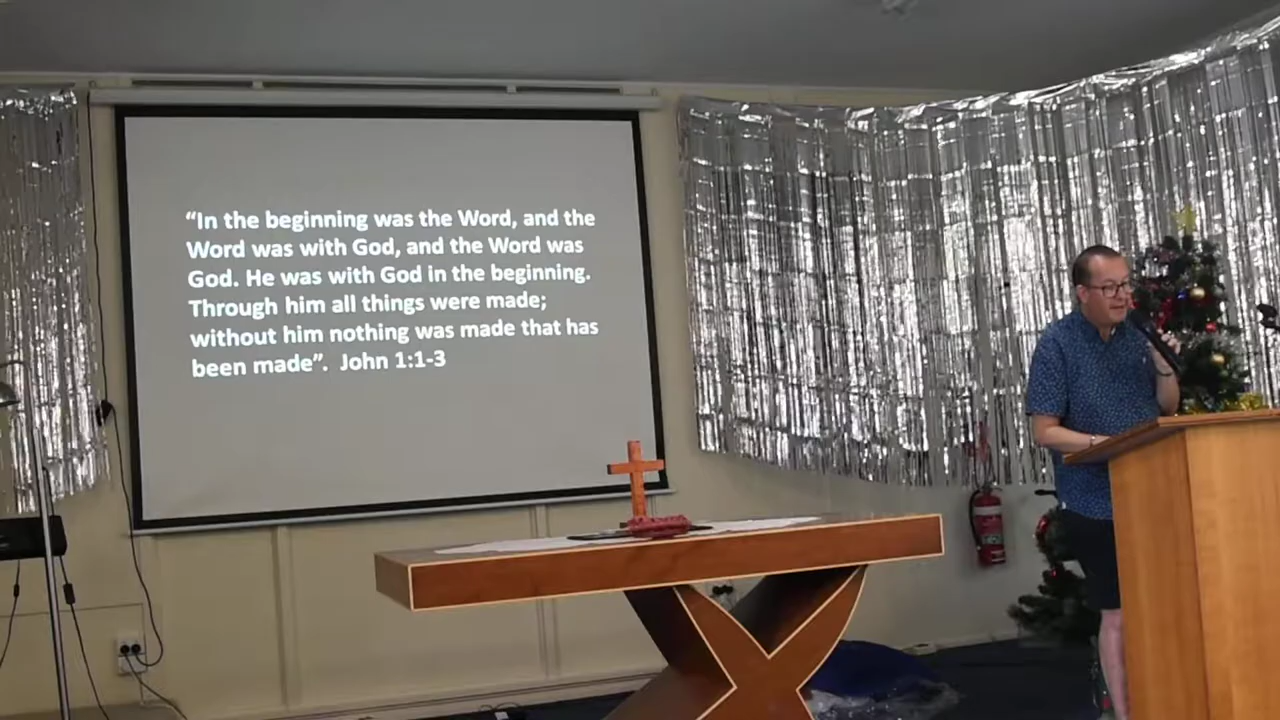 “In the beginning was the Word, and the
Word was with God, and the Word was
God. He was with God in the beginning.
Through him all things were made;
without him nothing was made that has
been made”.  John 1:1-3